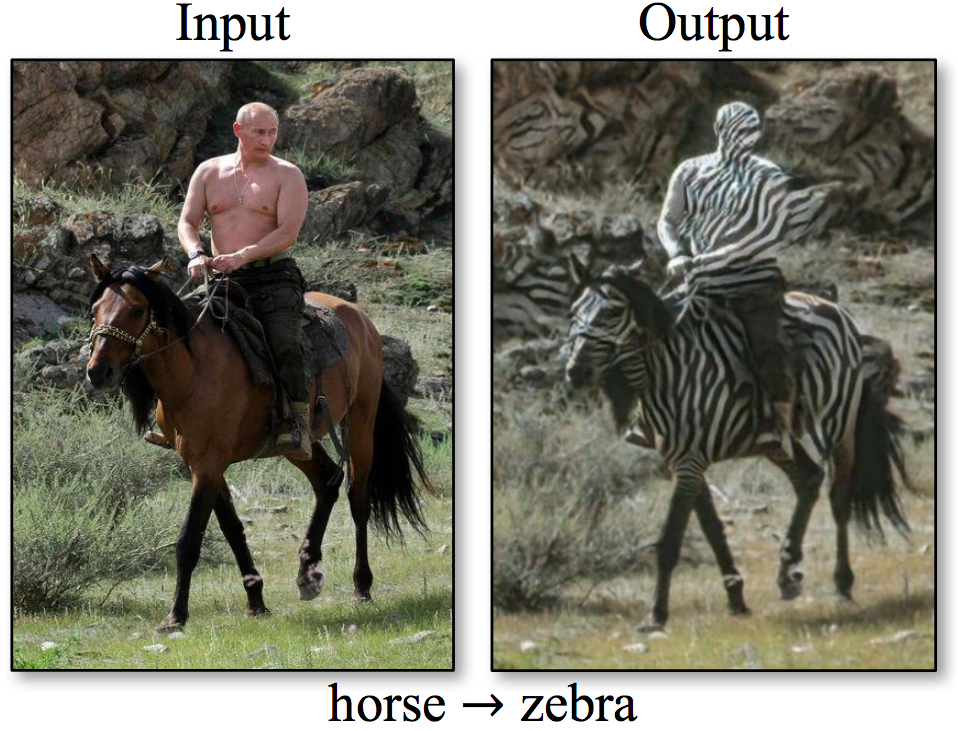 Input
Output
horse → zebra